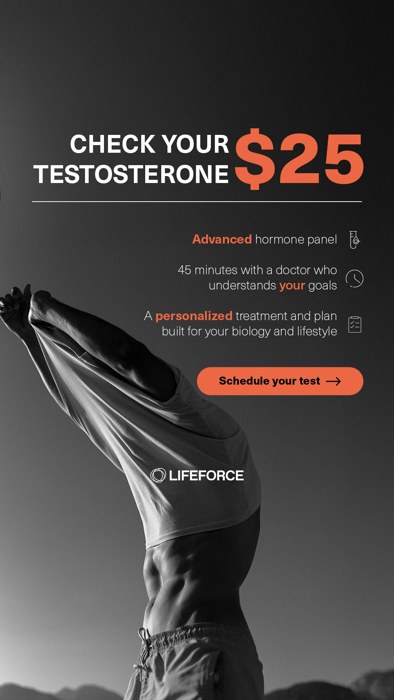 CHECK YOUR
TESTOSTERONE
$25
Advanced hormone panel
45 minutes with a doctor who
understands your goals
A personalized treatment and plan
built for your biology and lifestyle
Schedule your test →
LIFEFORCE